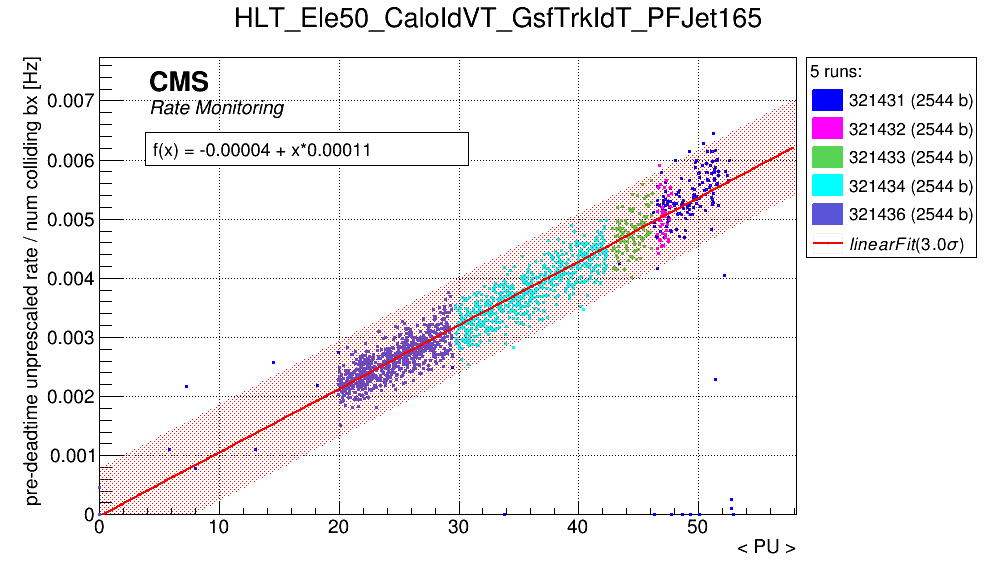 HLT_Ele50_CaloIdVT_GsfTrkIdT_PFJet165
pre-deadtime unprescaled rate / num colliding bx [Hz]
CMS
Rate Monitoring
f(x) = -0.00004 + x*0.00011
0.007
0.006
0.005
0.004
0.003
0.002
0.001
0
0 10 20 30 40 50
< PU >
5 runs:
321431 (2544 b)
321432 (2544 b)
321433 (2544 b)
321434 (2544 b)
321436 (2544 b)
linearFit(3.0σ)